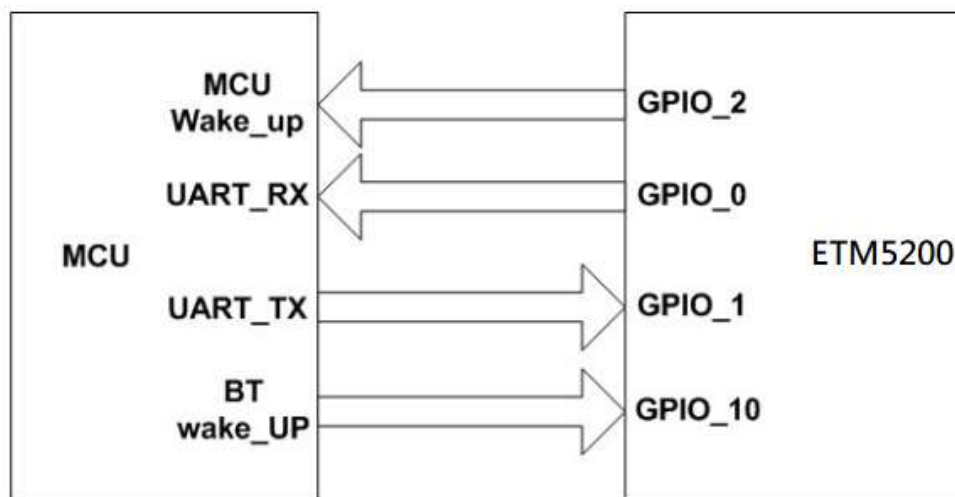 MCU
Wake_up
GPIO_2
UART_RX
GPIO_0
MCU
ETM5200
UART_TX
GPIO_1
BT
wake_UP
GPIO_10